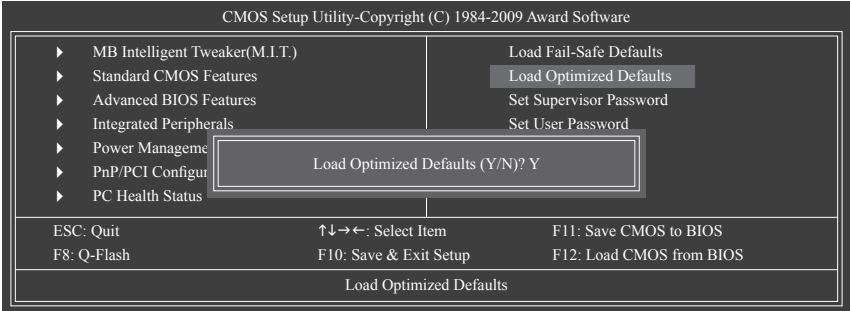 CMOS Setup Utility-Copyright (C) 1984-2009 Award Software
MB Intelligent Tweaker(M.I.T.)
Standard CMOS Features
Advanced BIOS Features
Integrated Peripherals
Power Manageme
PnP/PCI Configur
PC Health Status
Load Fail-Safe Defaults
Load Optimized Defaults
Set Supervisor Password
Set User Password
Load Optimized Defaults (Y/N)? Y
ESC: Quit ↑↓→←: Select Item F11: Save CMOS to BIOS
F8: Q-Flash F10: Save & Exit Setup F12: Load CMOS from BIOS
Load Optimized Defaults